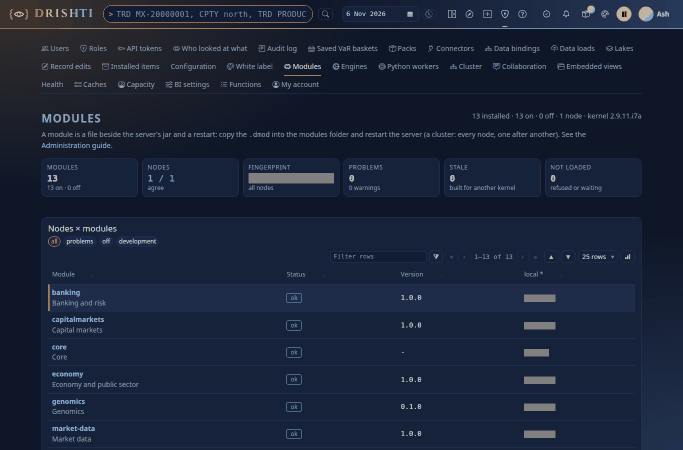 { } DRISHTI
> TRD MX-20000001, CPTY north, TRD PRODUC
6 Nov 2026
Ash
Users Roles API tokens Who looked at what Audit log Saved VaR baskets Packs Connectors Data bindings Data loads Lakes
Record edits Installed items Configuration White label Modules Engines Python workers Cluster Collaboration Embedded views
Health Caches Capacity BI settings Functions My account
MODULES
13 installed · 13 on · 0 off · 1 node · kernel 2.9.11.i7a
A module is a file beside the server's jar and a restart: copy the .dmod into the modules folder and restart the server (a cluster: every node, one after another). See the
Administration guide.
MODULES
13
13 on · 0 off
NODES
1 / 1
agree
FINGERPRINT
all nodes
PROBLEMS
0
0 warnings
STALE
0
built for another kernel
NOT LOADED
0
refused or waiting
Nodes × modules
all problems off development
Filter rows
« ‹ 1–13 of 13 › » ▲ ▼ 25 rows
Module Status Version local *
banking
Banking and risk
ok 1.0.0
capitalmarkets
Capital markets
ok 1.0.0
core
Core
ok -
economy
Economy and public sector
ok 1.0.0
genomics
Genomics
ok 0.1.0
market-data
Market data
ok 1.0.0